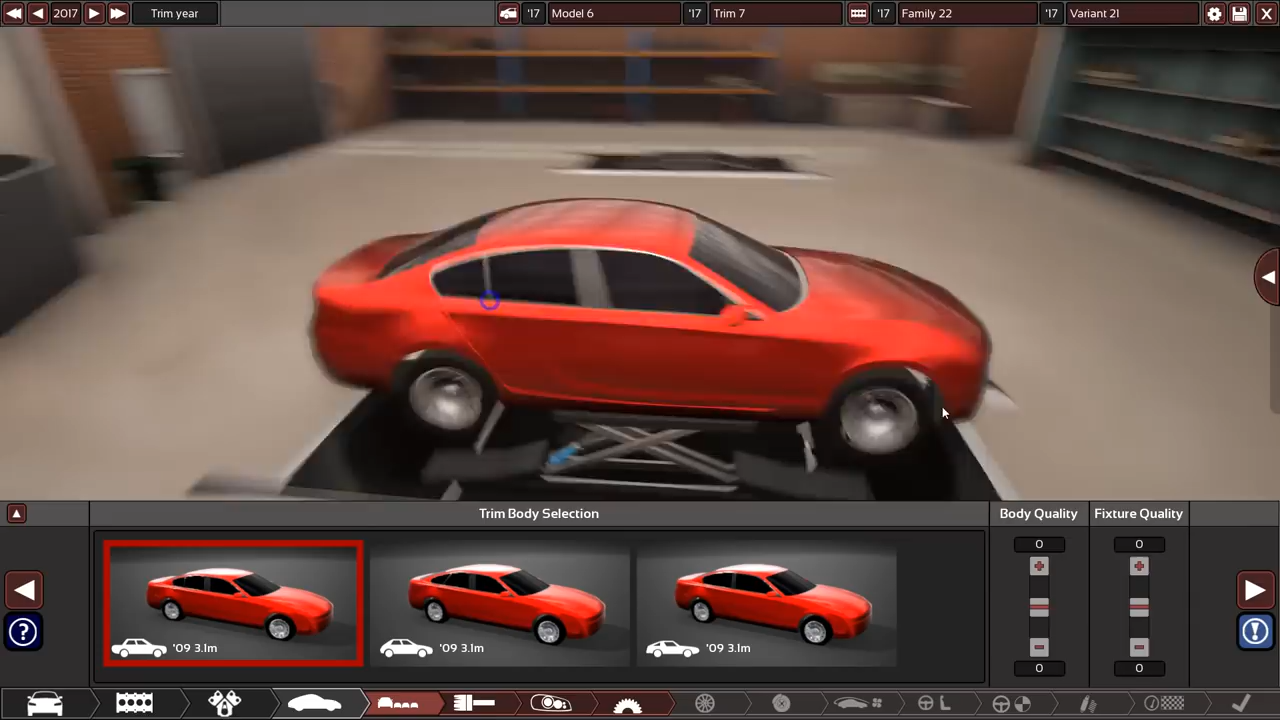 2017 Trim year '17 Model 6 '17 Trim 7 '17 Family 22 '17 Variant 21
Trim Body Selection Body Quality Fixture Quality
0 0
'09 3.1m '09 3.1m '09 3.1m
0 0